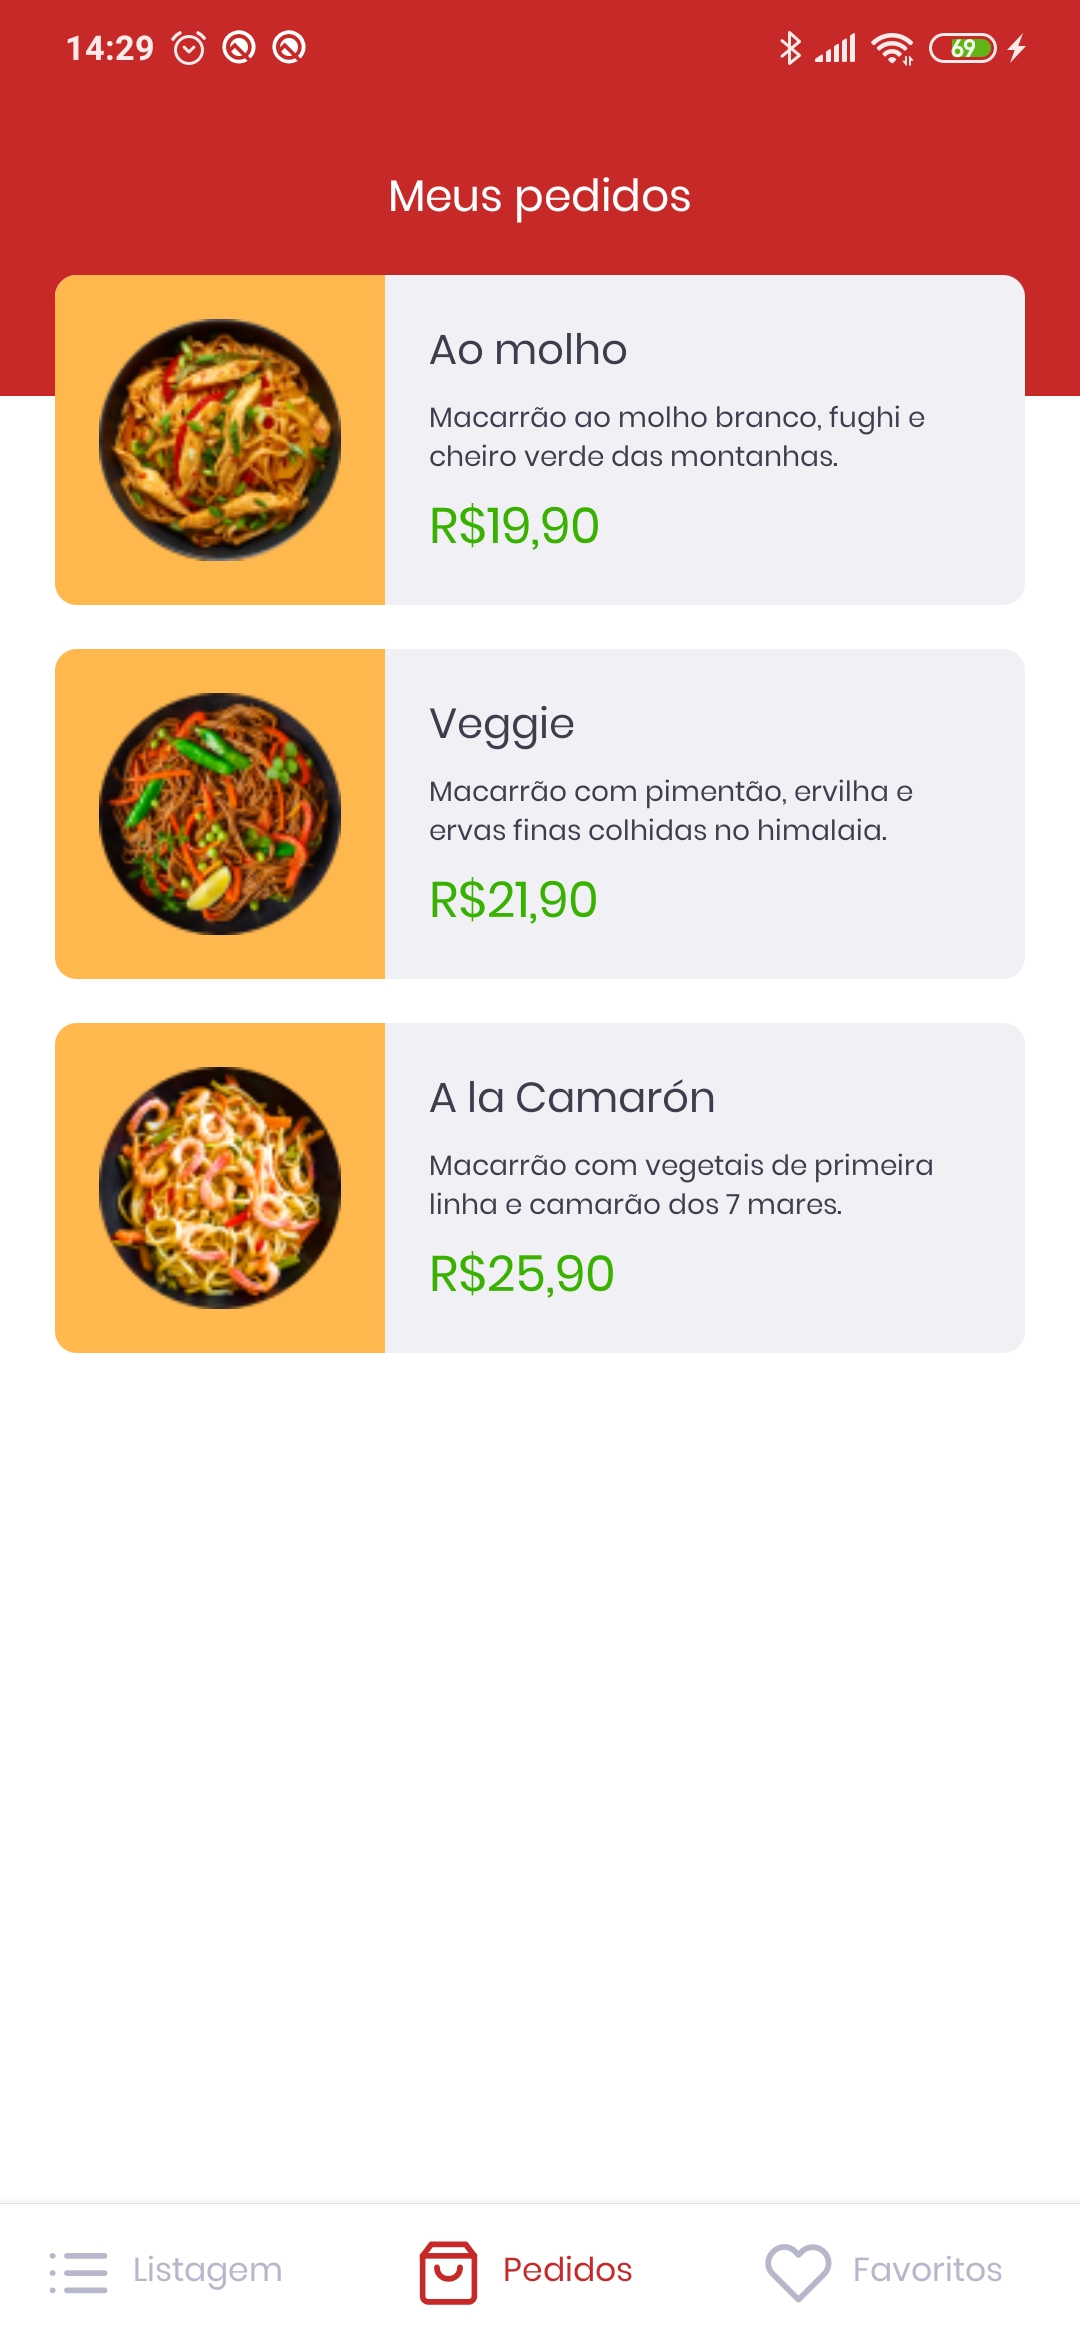 14:29
69
Meus pedidos
Ao molho
Macarrão ao molho branco, fughi e
cheiro verde das montanhas.
R$19,90
Veggie
Macarrão com pimentão, ervilha e
ervas finas colhidas no himalaia.
R$21,90
A la Camarón
Macarrão com vegetais de primeira
linha e camarão dos 7 mares.
R$25,90
Listagem
Pedidos
Favoritos